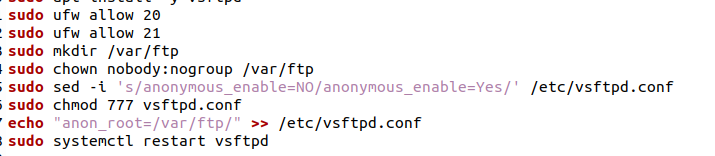 sudo apt install -y vsftpd
sudo ufw allow 20
sudo ufw allow 21
sudo mkdir /var/ftp
sudo chown nobody:nogroup /var/ftp
sudo sed -i 's/anonymous_enable=NO/anonymous_enable=Yes/' /etc/vsftpd.conf
sudo chmod 777 vsftpd.conf
echo "anon_root=/var/ftp/" >> /etc/vsftpd.conf
sudo systemctl restart vsftpd